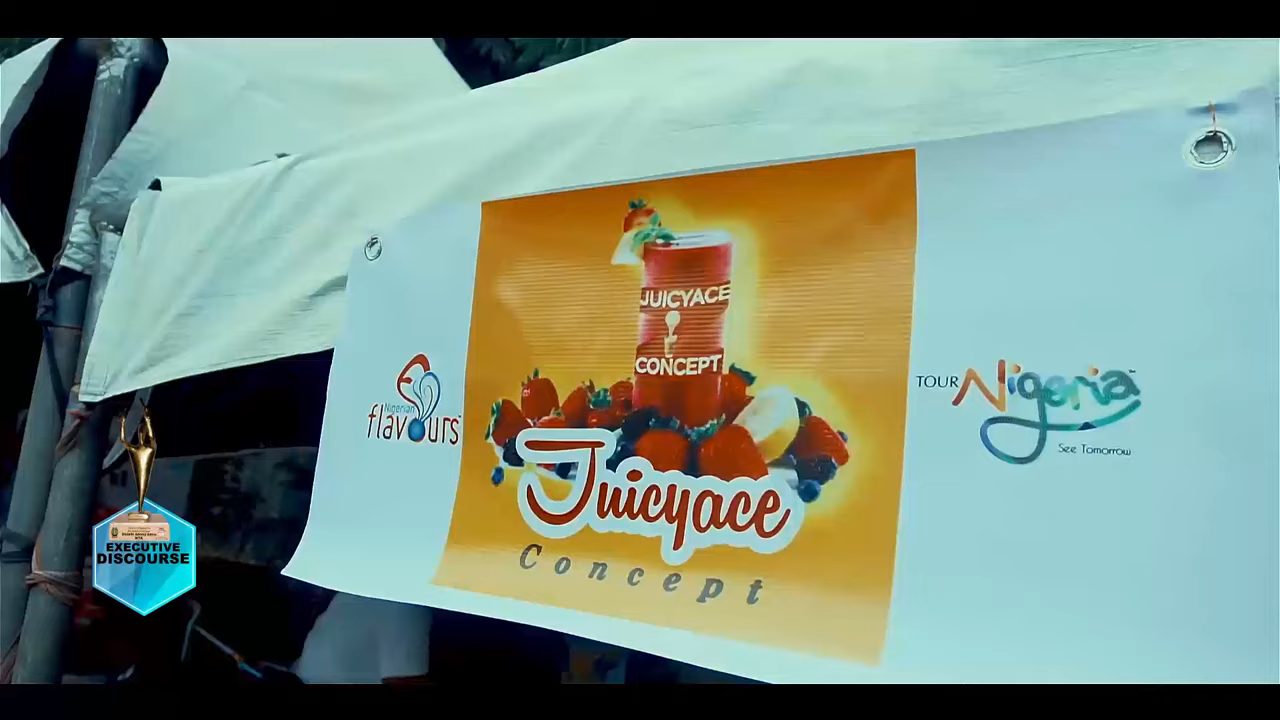 JUICYACE
CONCEPT
Nigerian
flavours
Juicyace
Concept
TOUR Nigeria
See Tomorrow
EXECUTIVE
DISCOURSE